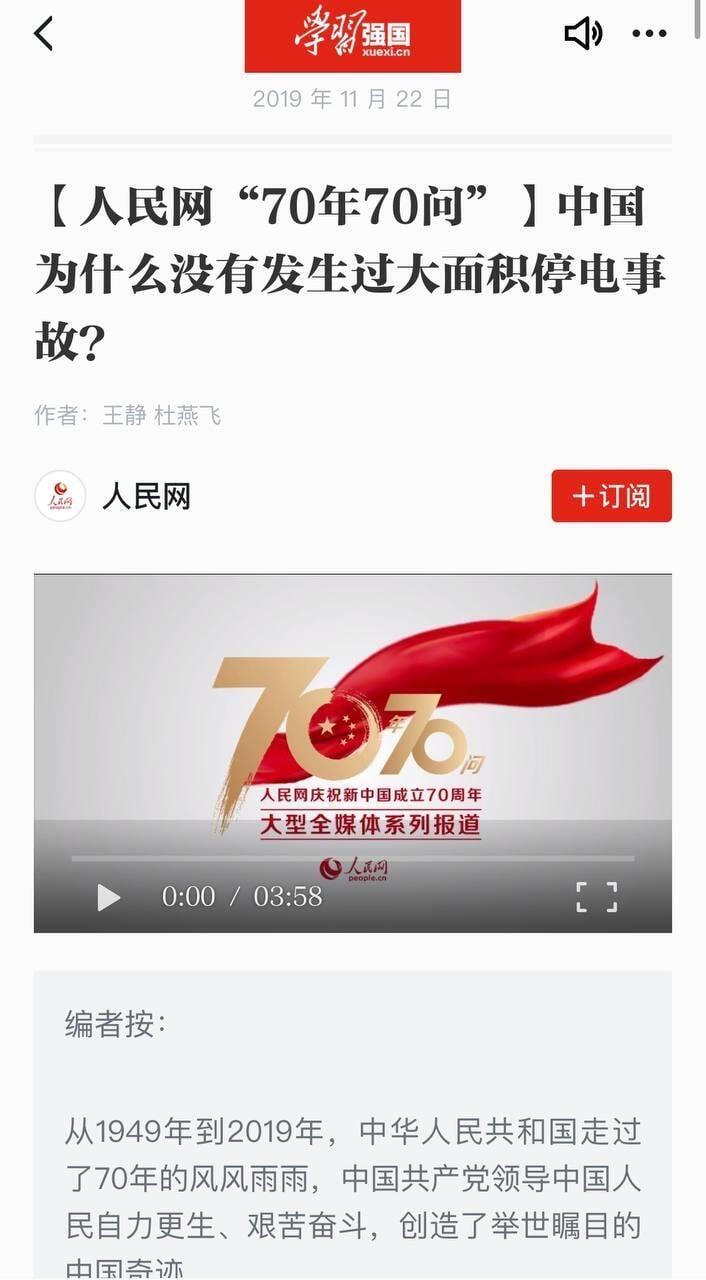 学习强国
xuexi.cn
2019 年 11 月 22 日
【人民网“70年70问”】中国
为什么没有发生过大面积停电事
故？
作者：王静 杜燕飞
人民网
people.cn
人民网
＋订阅
70年70问
人民网庆祝新中国成立70周年
大型全媒体系列报道
人民网
people.cn
0:00 / 03:58
编者按：
从1949年到2019年，中华人民共和国走过
了70年的风风雨雨，中国共产党领导中国人
民自力更生、艰苦奋斗，创造了举世瞩目的
中国奇迹